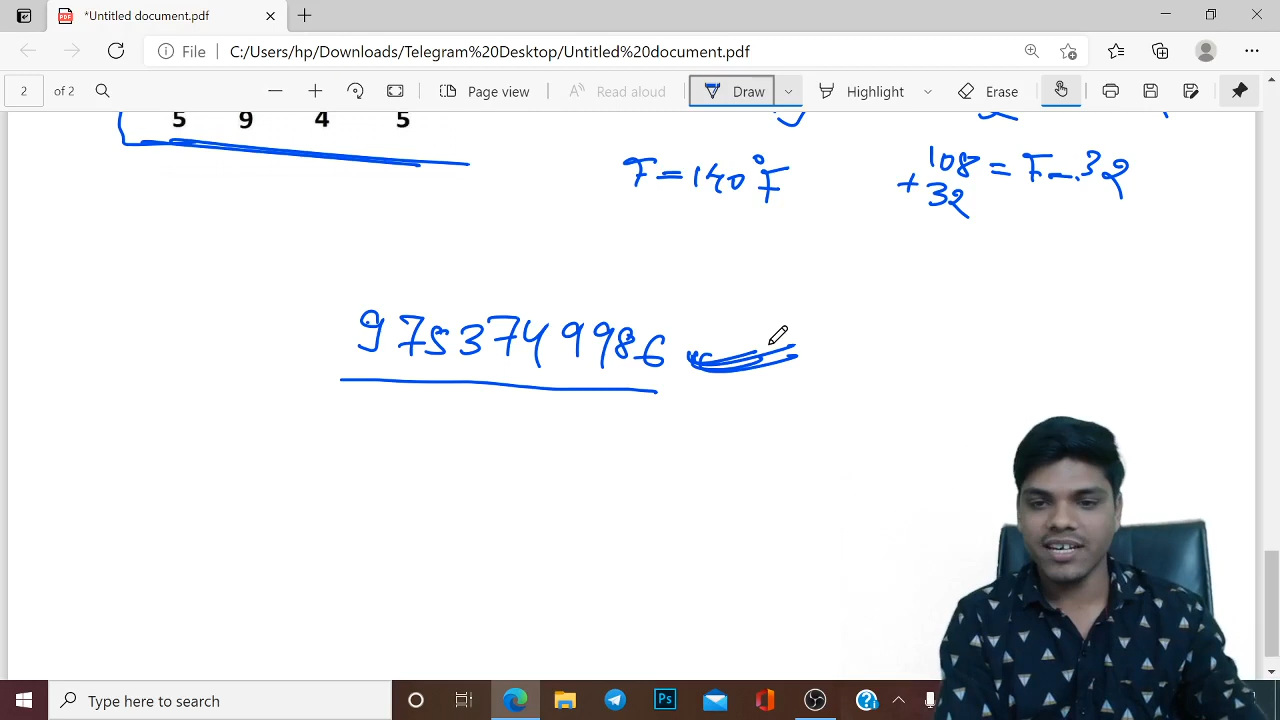 *Untitled document.pdf
File C:/Users/hp/Downloads/Telegram%20Desktop/Untitled%20document.pdf
2 of 2 Page view Read aloud Draw Highlight Erase
5 9 4 5
F=140°F
108 = F-32
+32
9753749986
Type here to search
Ps